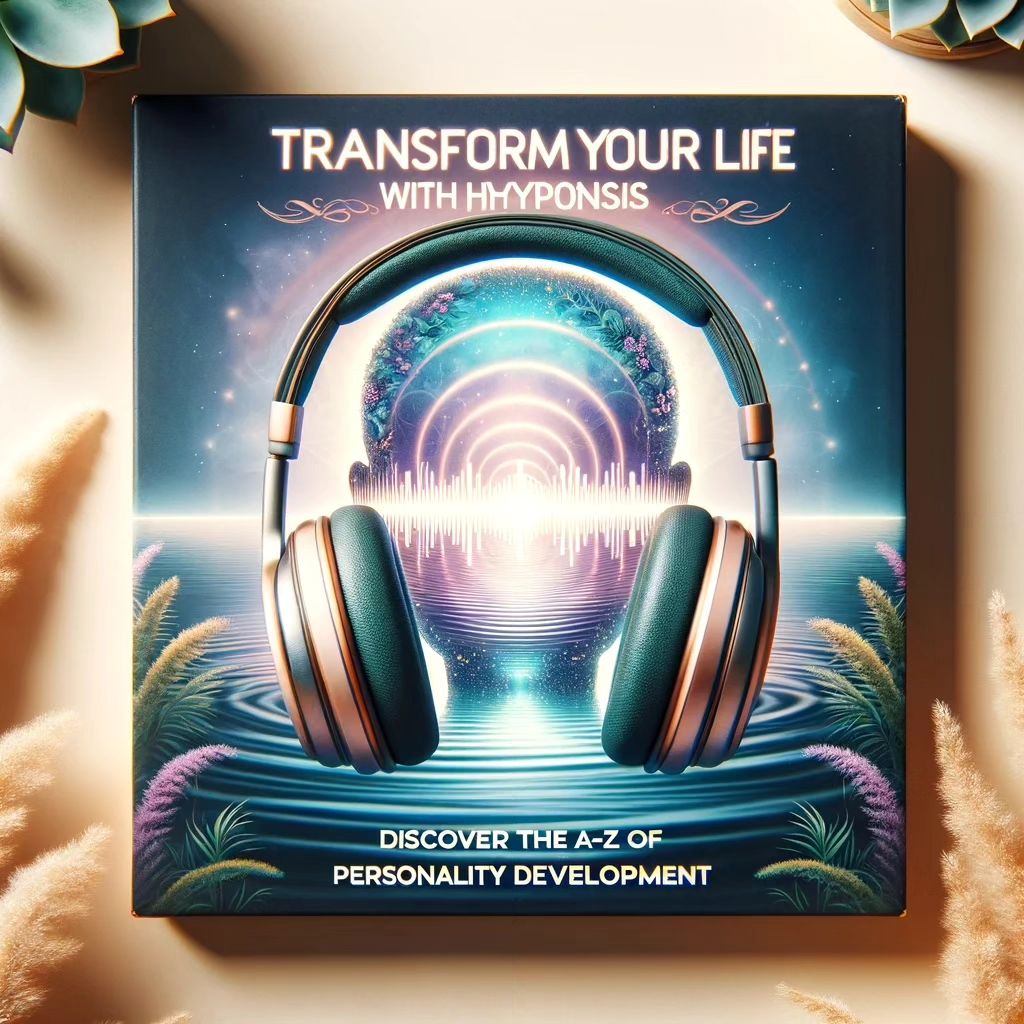 TRANSFORM YOUR LIFE
WITH HHYPONSIS
DISCOVER THE A-Z OF
PERSONALITY DEVELOPMENT